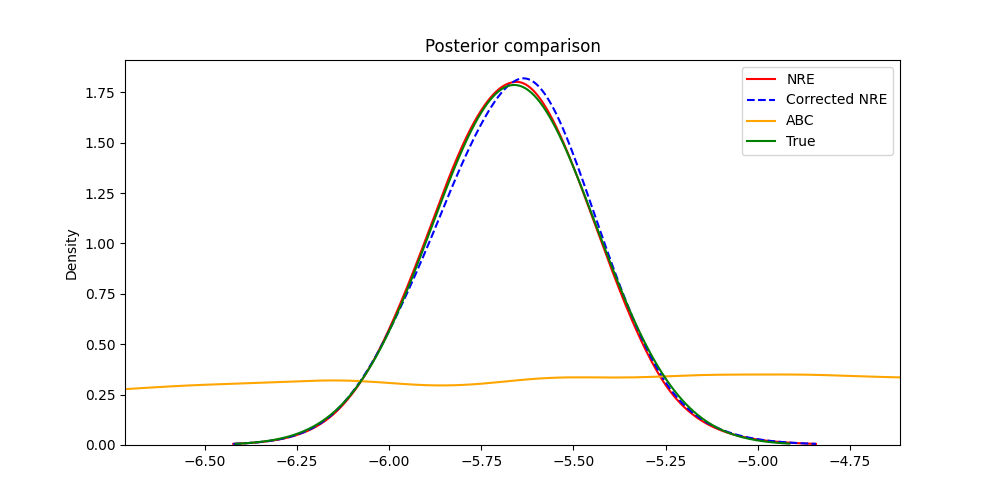 Posterior comparison
NRE
Corrected NRE
ABC
True
Density
1.75
1.50
1.25
1.00
0.75
0.50
0.25
0.00
−6.50 −6.25 −6.00 −5.75 −5.50 −5.25 −5.00 −4.75